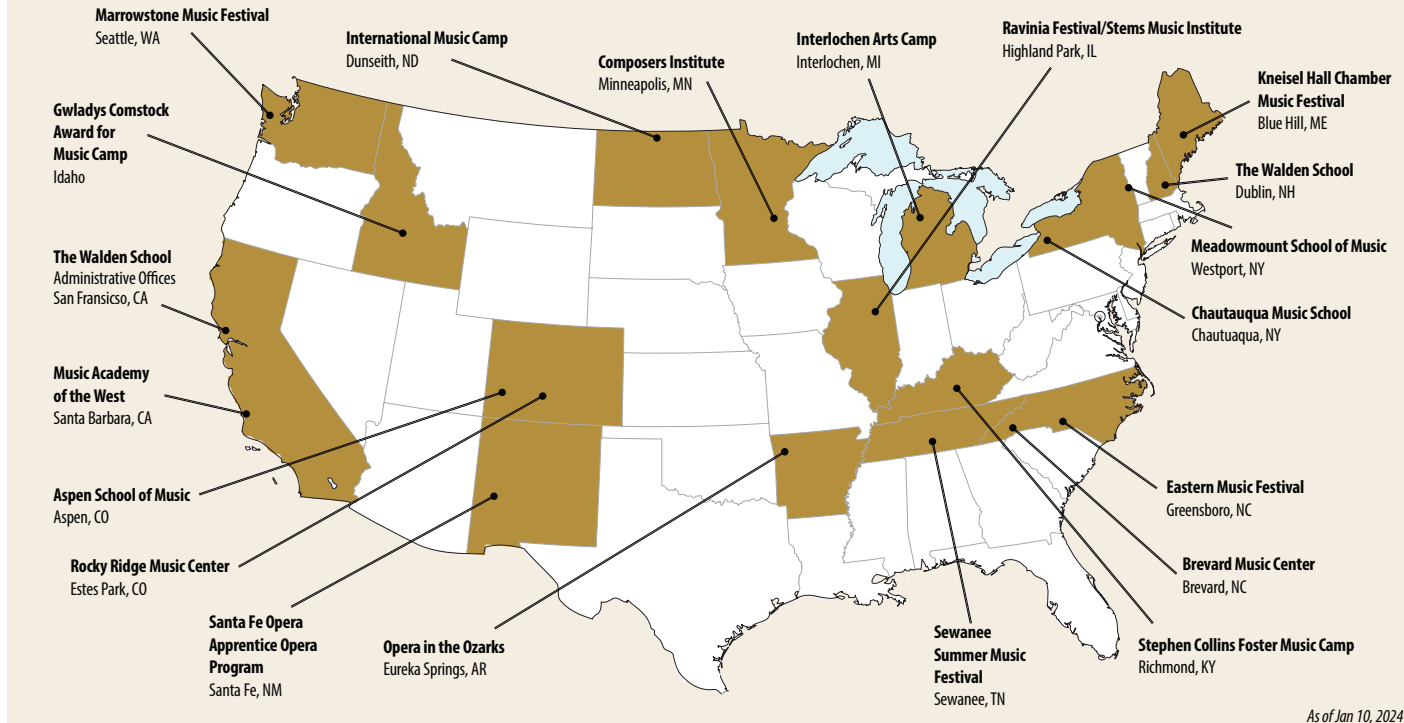 Marrowstone Music Festival
Seattle, WA
International Music Camp
Dunseith, ND
Composers Institute
Minneapolis, MN
Interlochen Arts Camp
Interlochen, MI
Ravinia Festival/Stems Music Institute
Highland Park, IL
Kneisel Hall Chamber
Music Festival
Blue Hill, ME
Gwladys Comstock
Award for
Music Camp
Idaho
The Walden School
Dublin, NH
Meadowmount School of Music
Westport, NY
The Walden School
Administrative Offices
San Fransicso, CA
Chautauqua Music School
Chautuaqua, NY
Music Academy
of the West
Santa Barbara, CA
Aspen School of Music
Aspen, CO
Eastern Music Festival
Greensboro, NC
Rocky Ridge Music Center
Estes Park, CO
Brevard Music Center
Brevard, NC
Santa Fe Opera
Apprentice Opera
Program
Santa Fe, NM
Opera in the Ozarks
Eureka Springs, AR
Sewanee
Summer Music
Festival
Sewanee, TN
Stephen Collins Foster Music Camp
Richmond, KY
As of Jan 10, 2024